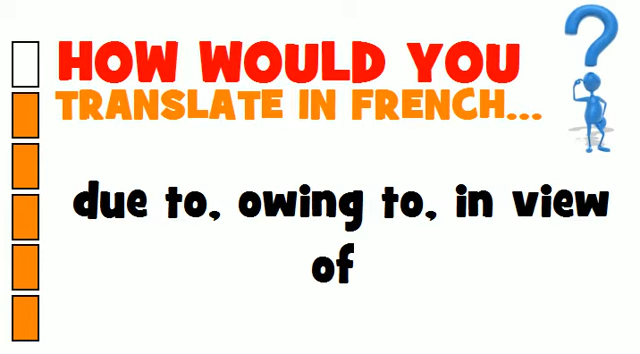 HOW WOULD YOU
TRANSLATE IN FRENCH...
due to, owing to, in view
of